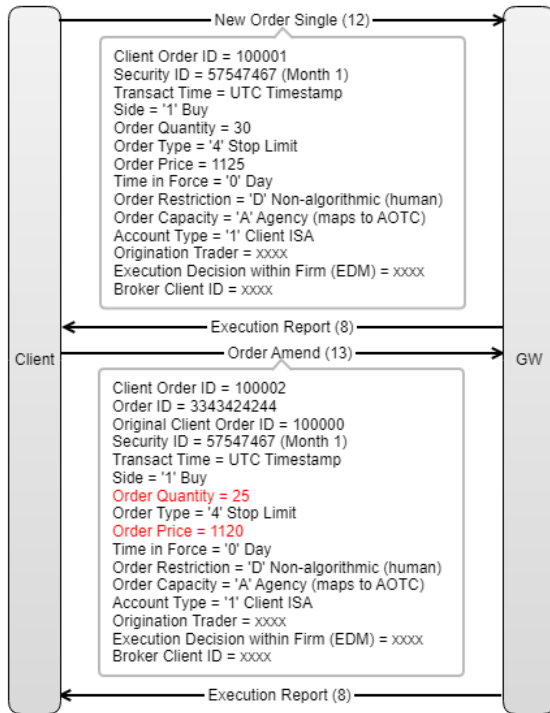 New Order Single (12)
Client Order ID = 100001
Security ID = 57547467 (Month 1)
Transact Time = UTC Timestamp
Side = '1' Buy
Order Quantity = 30
Order Type = '4' Stop Limit
Order Price = 1125
Time in Force = '0' Day
Order Restriction = 'D' Non-algorithmic (human)
Order Capacity = 'A' Agency (maps to AOTC)
Account Type = '1' Client ISA
Origination Trader = xxxx
Execution Decision within Firm (EDM) = xxxx
Broker Client ID = xxxx
Execution Report (8)
Client
GW
Order Amend (13)
Client Order ID = 100002
Order ID = 3343424244
Original Client Order ID = 100000
Security ID = 57547467 (Month 1)
Transact Time = UTC Timestamp
Side = '1' Buy
Order Quantity = 25
Order Type = '4' Stop Limit
Order Price = 1120
Time in Force = '0' Day
Order Restriction = 'D' Non-algorithmic (human)
Order Capacity = 'A' Agency (maps to AOTC)
Account Type = '1' Client ISA
Origination Trader = xxxx
Execution Decision within Firm (EDM) = xxxx
Broker Client ID = xxxx
Execution Report (8)